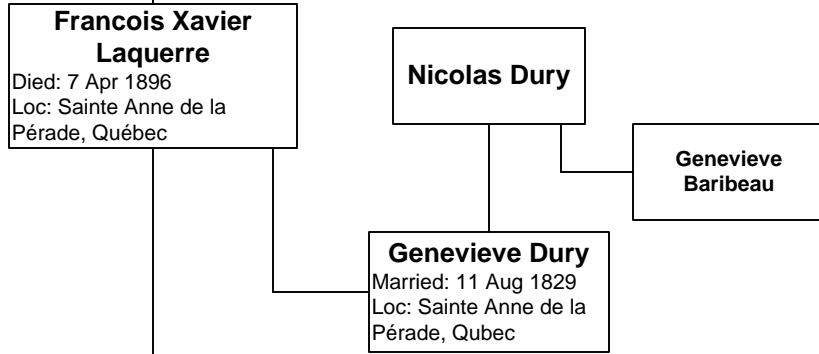 Francois Xavier
Laquerre
Died: 7 Apr 1896
Loc: Sainte Anne de la
Pérade, Québec
Nicolas Dury
Genevieve
Baribeau
Genevieve Dury
Married: 11 Aug 1829
Loc: Sainte Anne de la
Pérade, Qubec